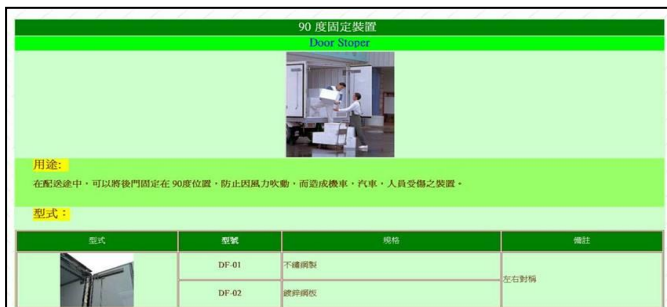 90 度固定裝置
Door Stoper
用途:
在配送途中，可以將後門固定在 90度位置，防止因風力吹動，而造成機車，汽車，人員受傷之裝置。
型式：
型式 型號 規格 備註
DF-01 不鏽鋼製 左右對稱
DF-02 鍍鋅鋼板